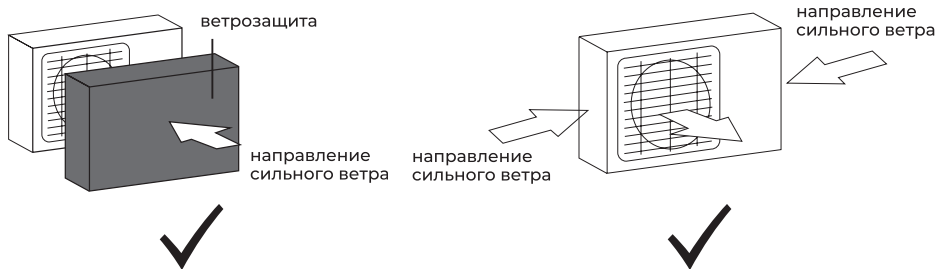 ветрозащита
направление
сильного ветра
направление
сильного ветра
направление
сильного ветра